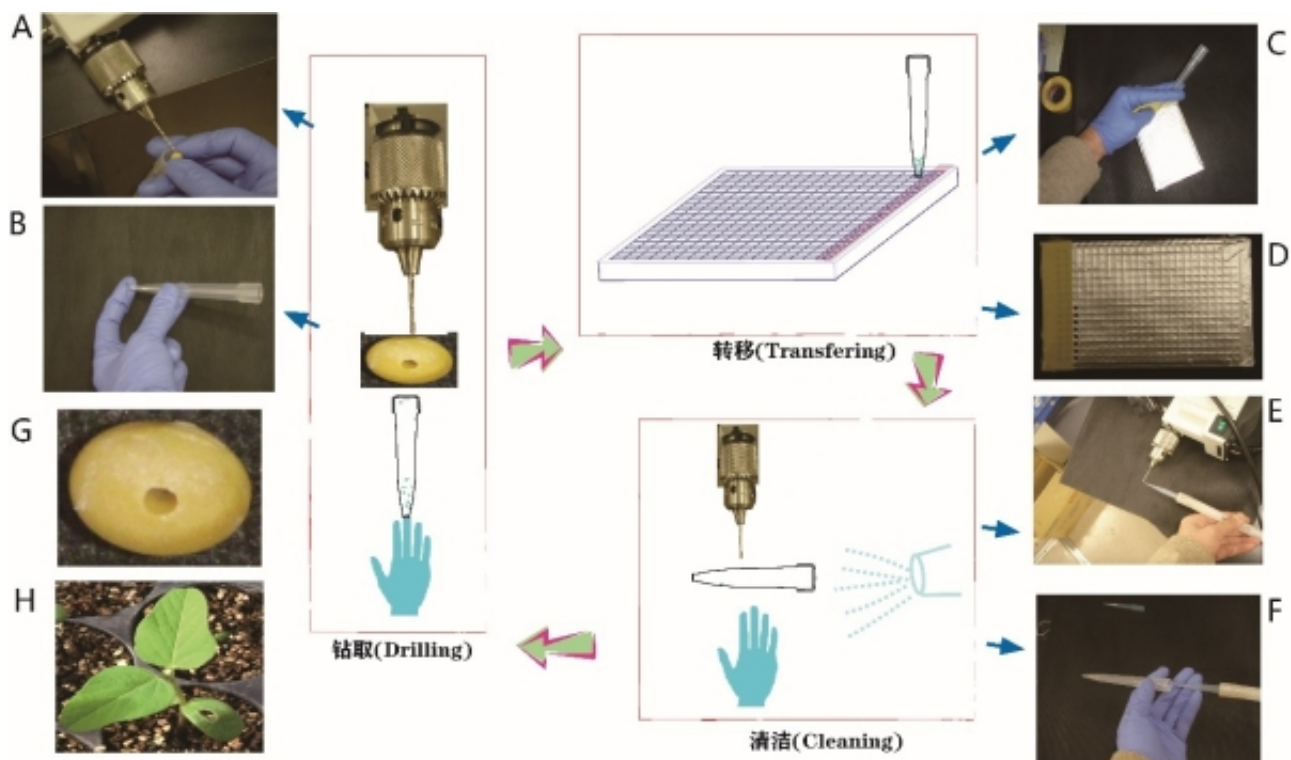 A
B
G
H
钻取(Drilling)
转移(Transfering)
清洁(Cleaning)
C
D
E
F